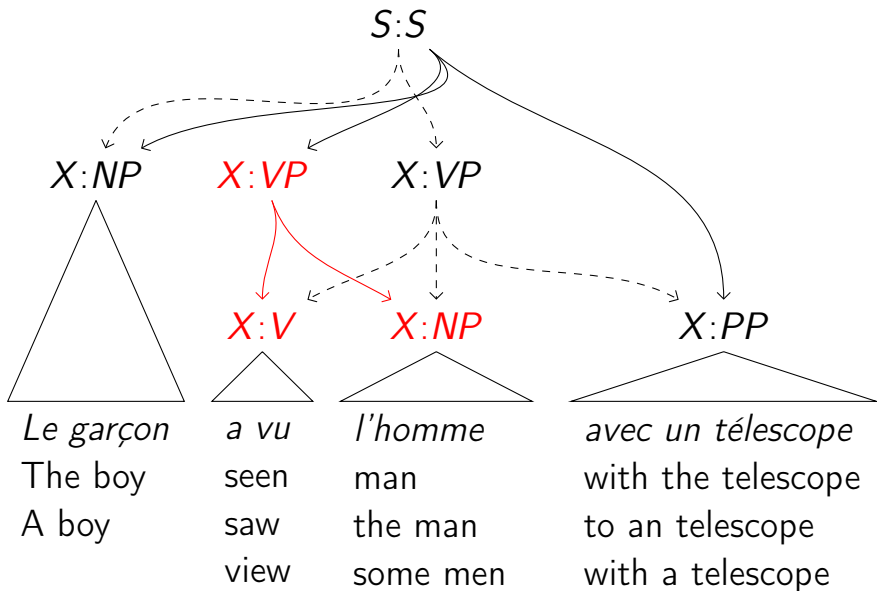 S:S
X:NP X:VP X:VP
X:V X:NP X:PP
Le garçon a vu l'homme avec un télescope
The boy seen man with the telescope
A boy saw the man to an telescope
view some men with a telescope